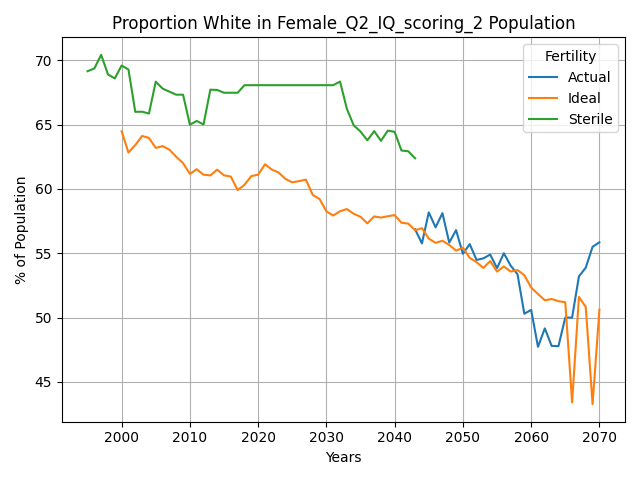 Proportion White in Female_Q2_IQ_scoring_2 Population
Fertility
Actual
Ideal
Sterile
% of Population
70
65
60
55
50
45
2000
2010
2020
2030
2040
2050
2060
2070
Years